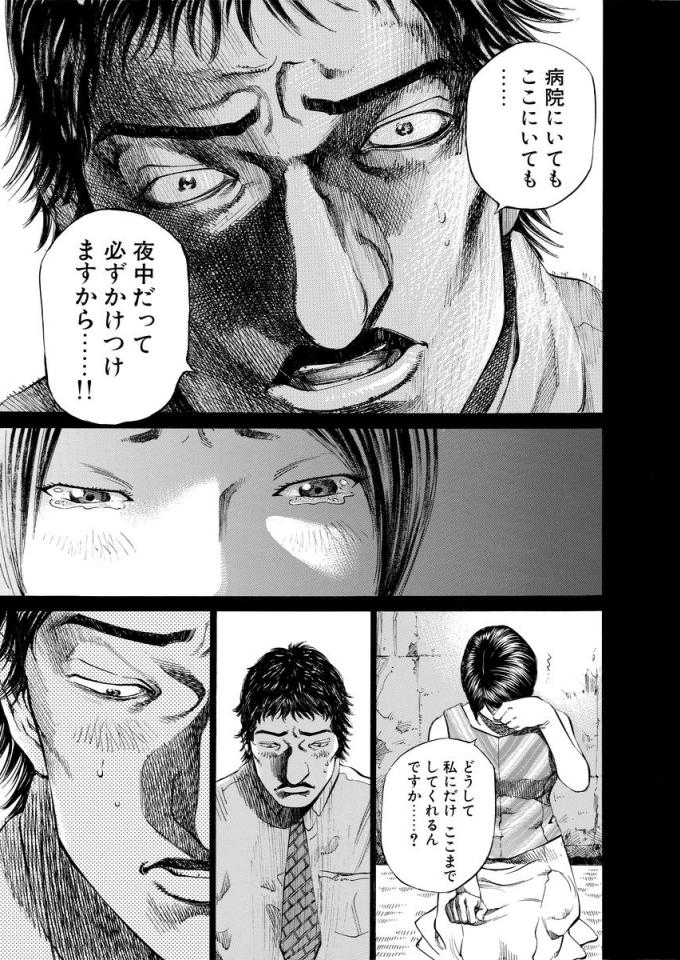 病院にいても
ここにいても
……
夜中だって
必ずかけつけ
ますから……!!
どうして
私にだけ ここまで
してくれるん
ですか……?